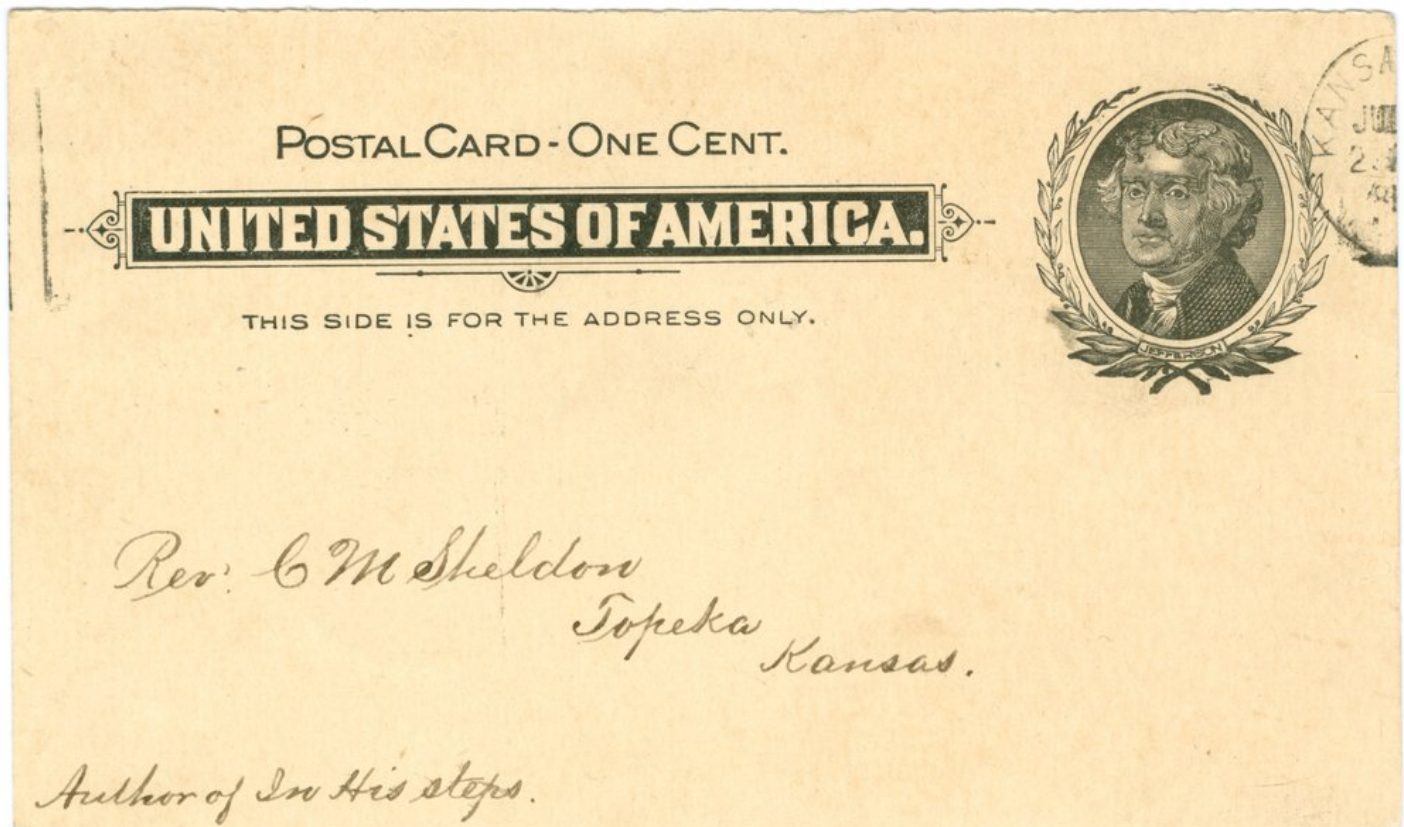 POSTAL CARD - ONE CENT.
UNITED STATES OF AMERICA.
THIS SIDE IS FOR THE ADDRESS ONLY.
JEFFERSON
KANSA
Rev. C M Sheldon
Topeka
Kansas.
Author of In His steps.